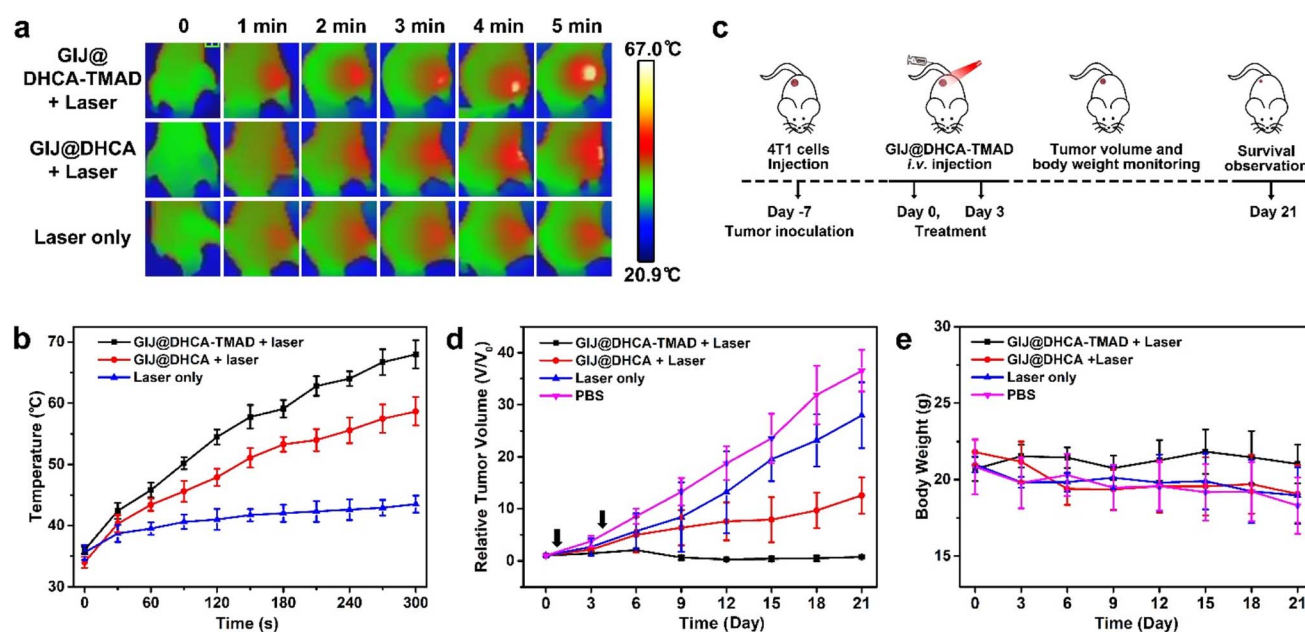 a
0 1 min 2 min 3 min 4 min 5 min
GIJ@
DHCA-TMAD
+ Laser
GIJ@DHCA
+ Laser
Laser only
67.0℃
20.9℃
c
4T1 cells
Injection
GIJ@DHCA-TMAD
i.v. injection
Tumor volume and
body weight monitoring
Survival
observation
Day -7
Tumor inoculation
Day 0, Day 3
Treatment
Day 21
b
GIJ@DHCA-TMAD + laser
GIJ@DHCA + laser
Laser only
Temperature (℃)
70
60
50
40
30
0 60 120 180 240 300
Time (s)
d
GIJ@DHCA-TMAD + Laser
GIJ@DHCA + Laser
Laser only
PBS
Relative Tumor Volume (V/V0)
40
30
20
10
0
0 3 6 9 12 15 18 21
Time (Day)
e
GIJ@DHCA-TMAD + Laser
GIJ@DHCA +Laser
Laser only
PBS
Body Weight (g)
30
25
20
15
0 3 6 9 12 15 18 21
Time (Day)